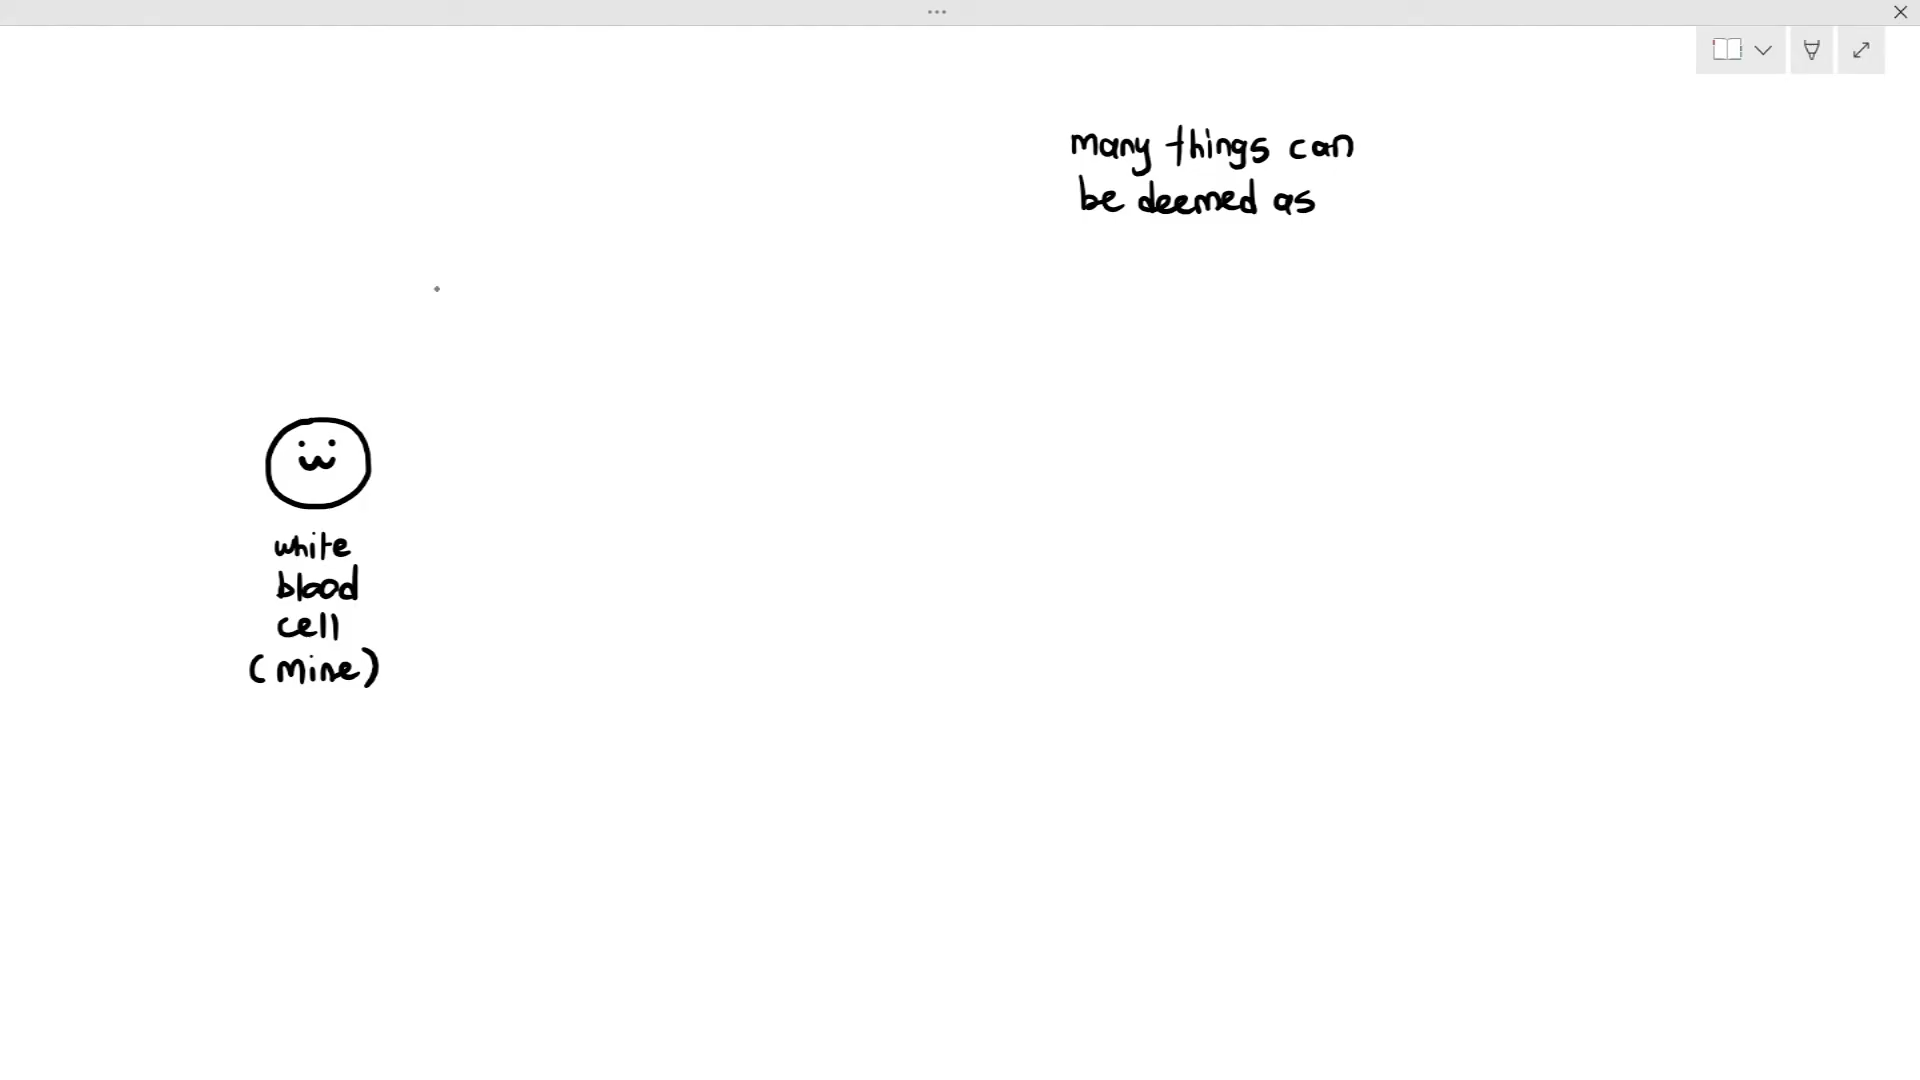 many things can
be deemed as
white
blood
cell
(mine)